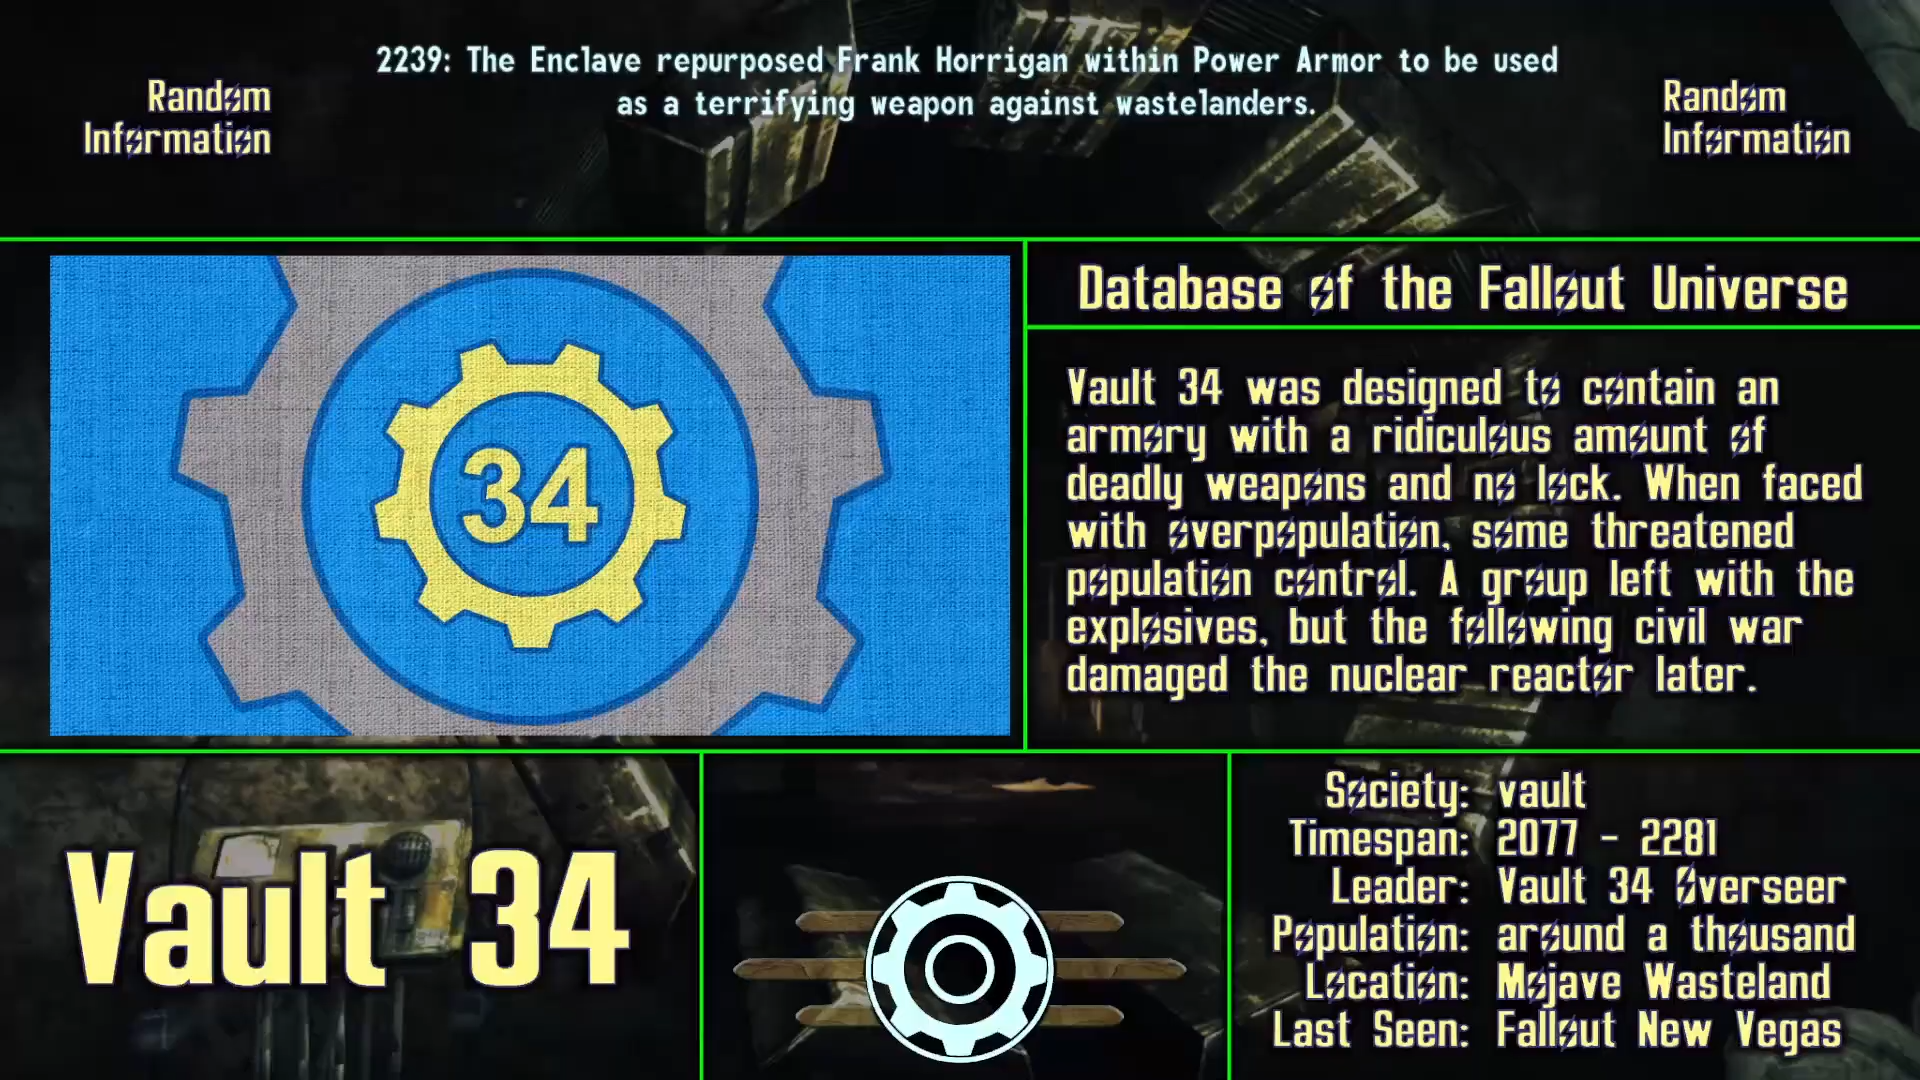 2239: The Enclave repurposed Frank Horrigan within Power Armor to be used
as a terrifying weapon against wastelanders.
Random
Information
Random
Information
34
Database of the Fallout Universe
Vault 34 was designed to contain an
armory with a ridiculous amount of
deadly weapons and no lock. When faced
with overpopulation, some threatened
population control. A group left with the
explosives, but the following civil war
damaged the nuclear reactor later.
Vault 34
Society: vault
Timespan: 2077 - 2281
Leader: Vault 34 Overseer
Population: around a thousand
Location: Mojave Wasteland
Last Seen: Fallout New Vegas